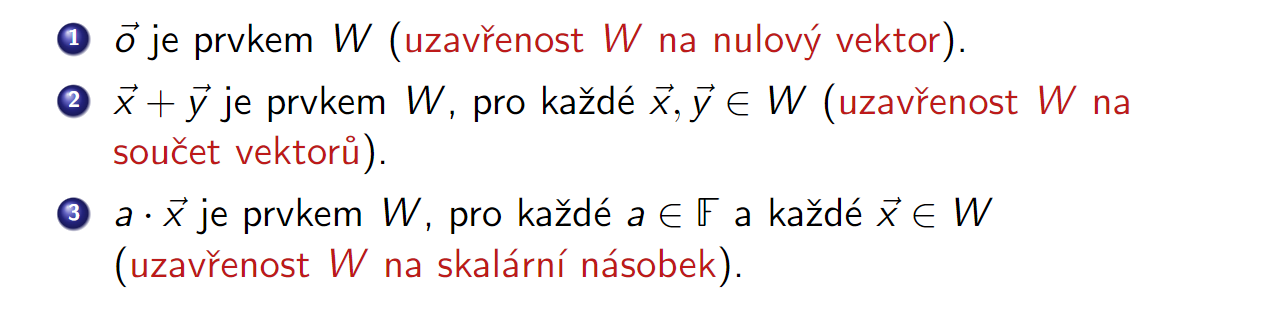 1 $\vec{o}$ je prvkem $W$ (uzavřenost $W$ na nulový vektor).
2 $\vec{x} + \vec{y}$ je prvkem $W$, pro každé $\vec{x}, \vec{y} \in W$ (uzavřenost $W$ na
součet vektorů).
3 $a \cdot \vec{x}$ je prvkem $W$, pro každé $a \in \mathbb{F}$ a každé $\vec{x} \in W$
(uzavřenost $W$ na skalární násobek).